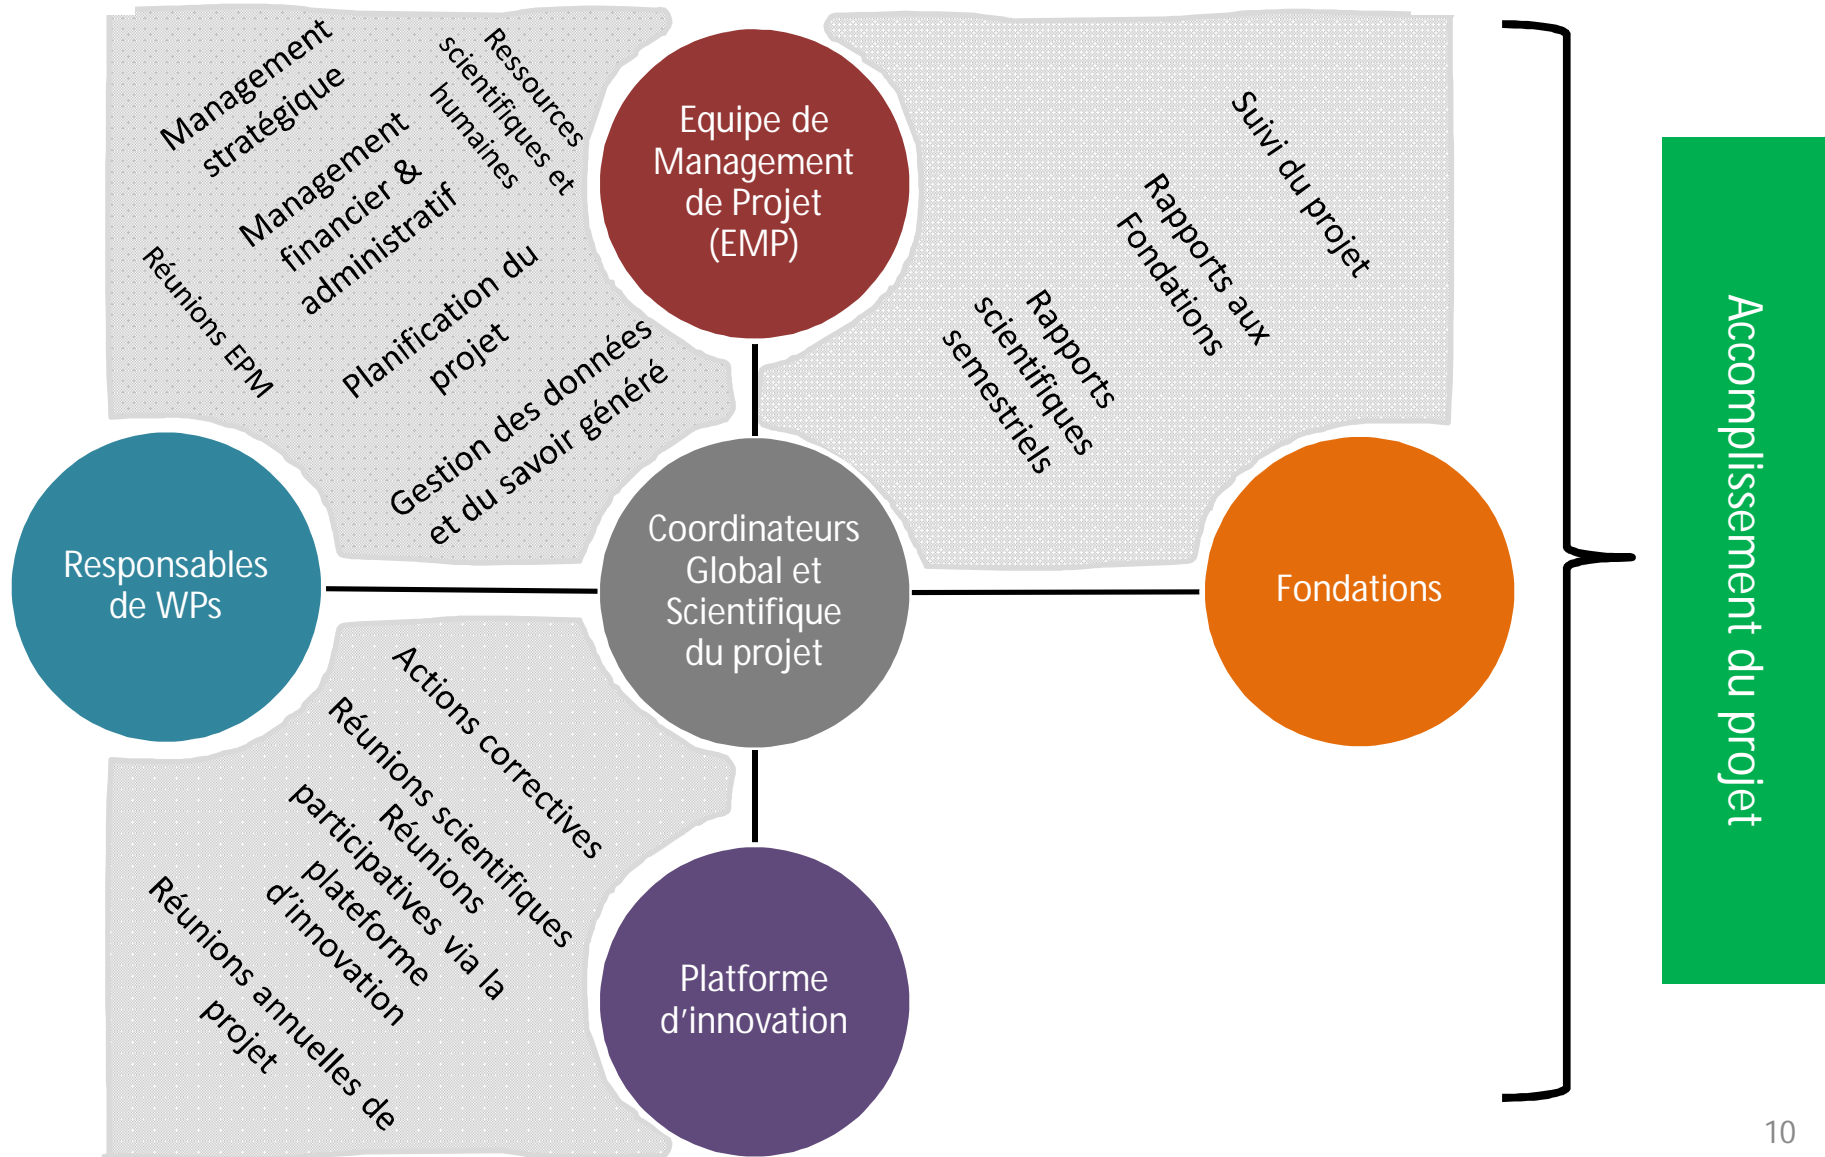 Management
stratégique
Ressources
scientifiques et
humaines
Management
financier &
administratif
Réunions EPM
Planification du
projet
Gestion des données
et du savoir généré
Equipe de
Management
de Projet
(EMP)
Suivi du projet
Rapports aux
Fondations
Rapports
scientifiques
semestriels
Responsables
de WPs
Coordinateurs
Global et
Scientifique
du projet
Fondations
Accomplissement du projet
Actions correctives
Réunions scientifiques
Réunions
participatives via la
plateforme
d’innovation
Réunions annuelles de
projet
Platforme
d’innovation
10